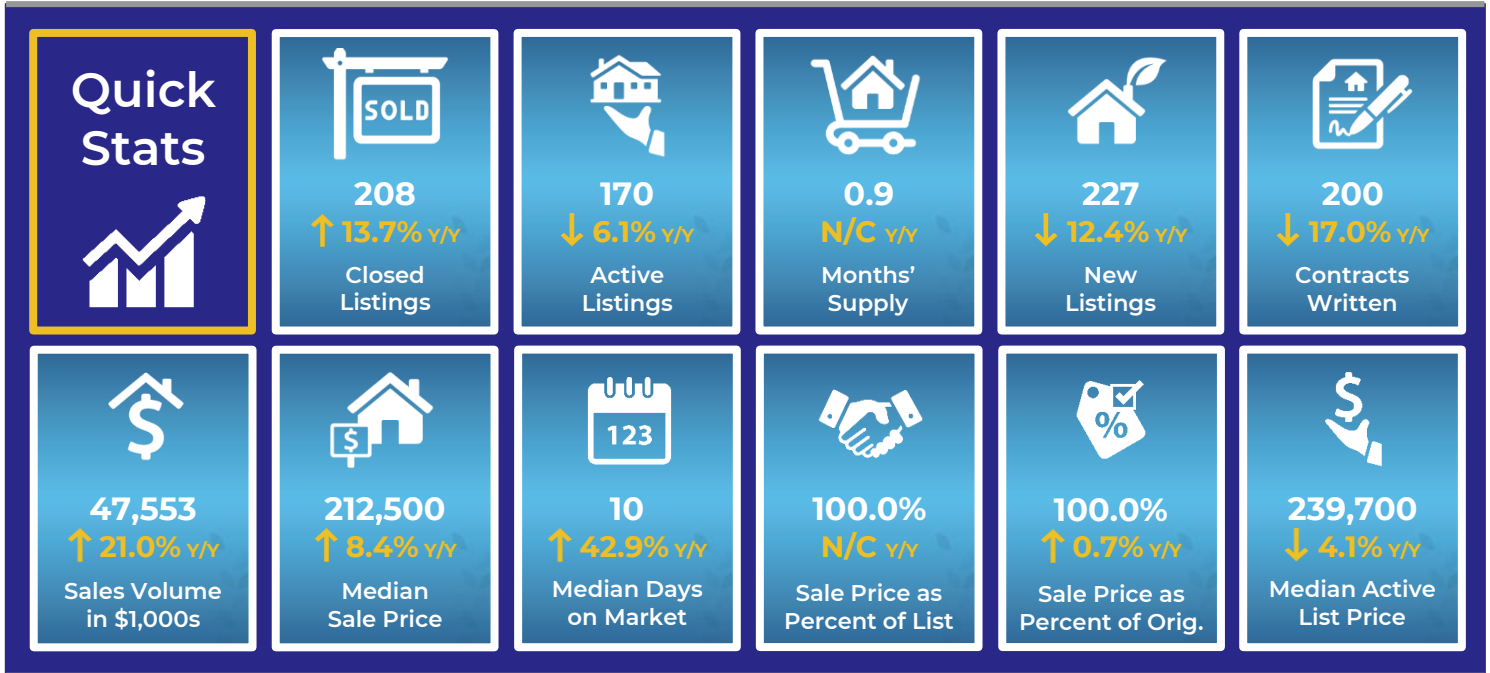 Quick
Stats
SOLD
208
↑ 13.7% Y/Y
Closed
Listings
170
↓ 6.1% Y/Y
Active
Listings
0.9
N/C Y/Y
Months’
Supply
227
↓ 12.4% Y/Y
New
Listings
200
↓ 17.0% Y/Y
Contracts
Written
$
47,553
↑ 21.0% Y/Y
Sales Volume
in $1,000s
$
212,500
↑ 8.4% Y/Y
Median
Sale Price
123
10
↑ 42.9% Y/Y
Median Days
on Market
100.0%
N/C Y/Y
Sale Price as
Percent of List
%
100.0%
↑ 0.7% Y/Y
Sale Price as
Percent of Orig.
$
239,700
↓ 4.1% Y/Y
Median Active
List Price